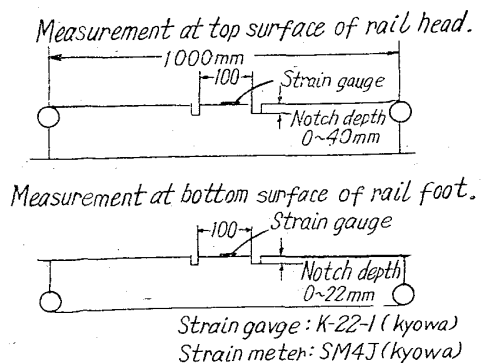 Measurement at top surface of rail head.
1000mm
100
Strain gauge
Notch depth
0~40mm
Measurement at bottom surface of rail foot.
100
Strain gauge
Notch depth
0~22mm
Strain gavge: K-22-1 (kyowa)
Strain meter: SM4J (kyowa)